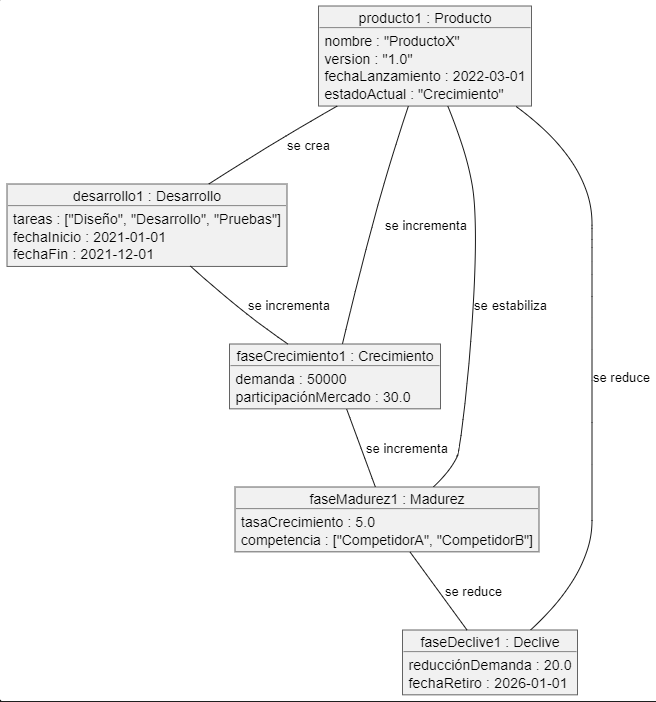 producto1 : Producto
nombre : "ProductoX"
version : "1.0"
fechaLanzamiento : 2022-03-01
estadoActual : "Crecimiento"
se crea
desarrollo1 : Desarrollo
tareas : ["Diseño", "Desarrollo", "Pruebas"]
fechaInicio : 2021-01-01
fechaFin : 2021-12-01
se incrementa
se incrementa
se estabiliza
faseCrecimiento1 : Crecimiento
demanda : 50000
participaciónMercado : 30.0
se reduce
se incrementa
faseMadurez1 : Madurez
tasaCrecimiento : 5.0
competencia : ["CompetidorA", "CompetidorB"]
se reduce
faseDeclive1 : Declive
reducciónDemanda : 20.0
fechaRetiro : 2026-01-01